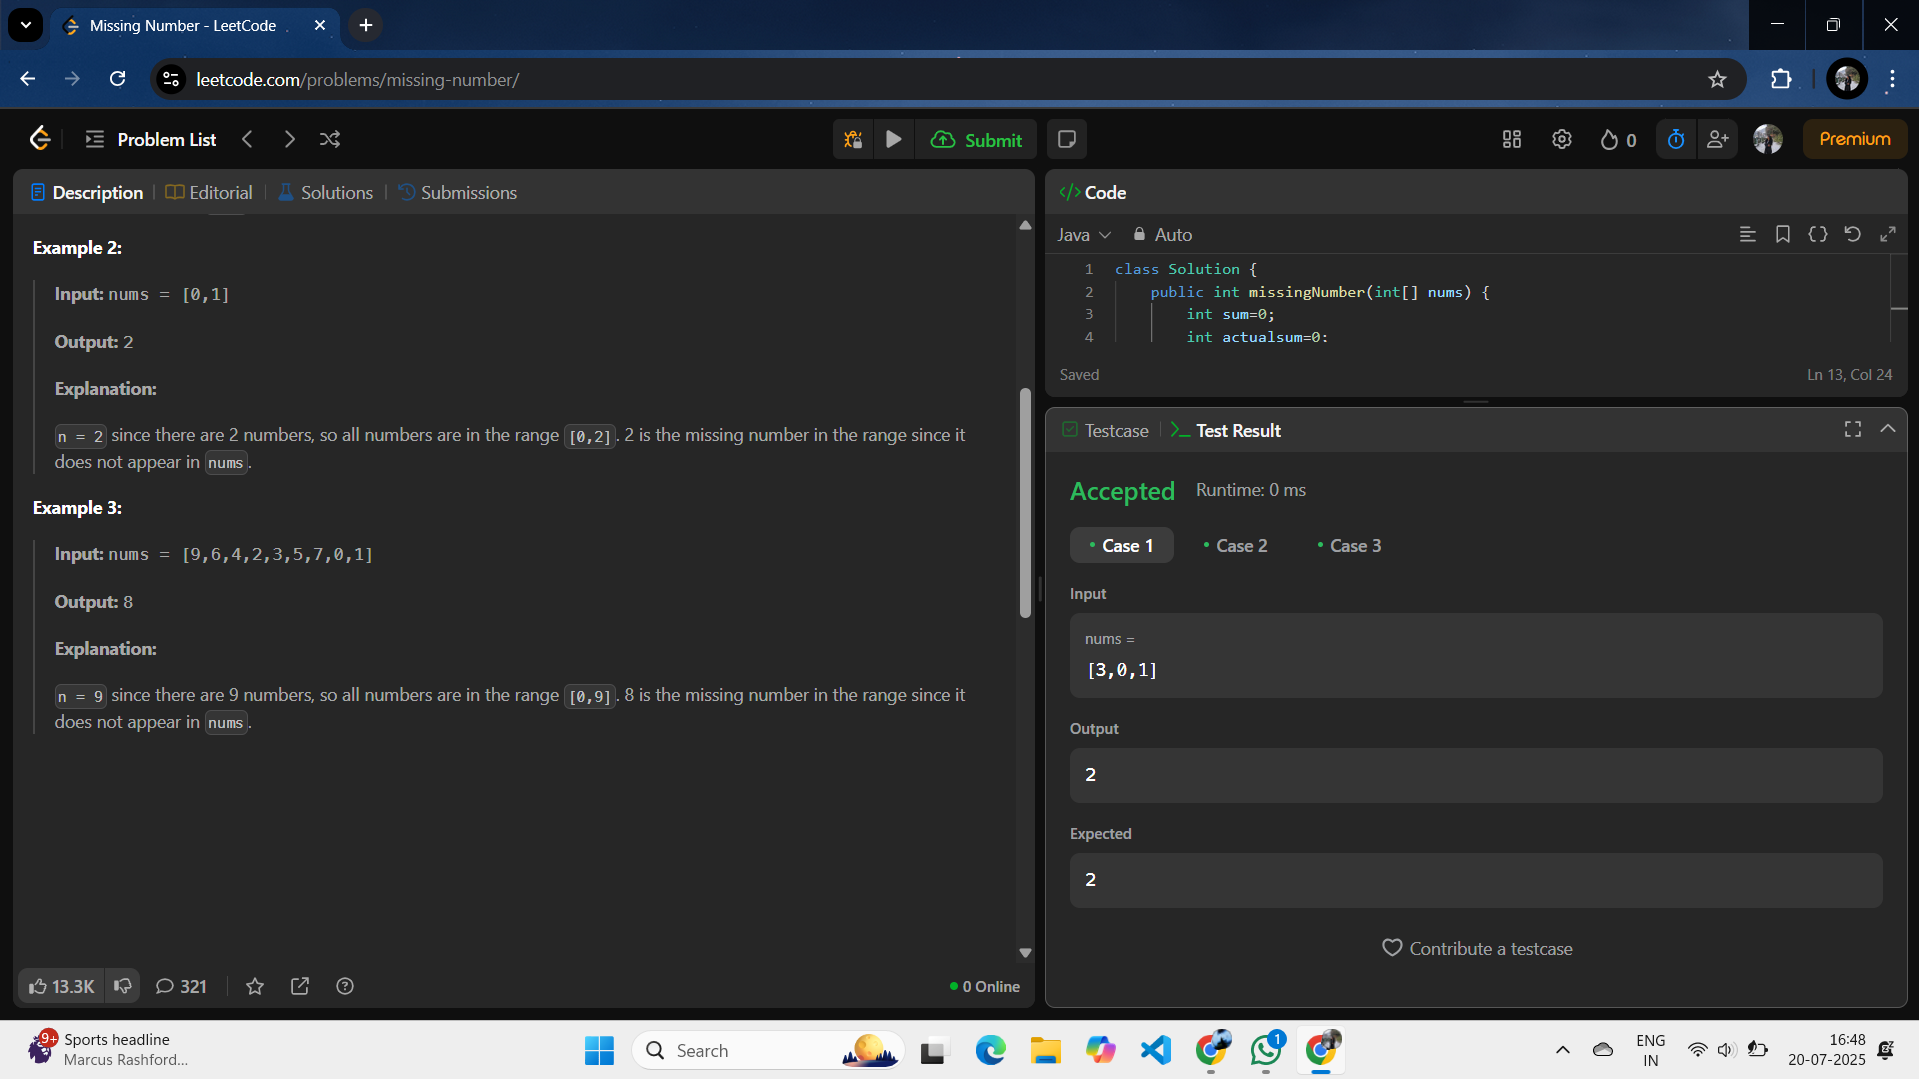 Missing Number - LeetCode
leetcode.com/problems/missing-number/
Problem List
Submit
0
Premium
Description
Editorial
Solutions
Submissions
Example 2:
Input: nums = [0,1]
Output: 2
Explanation:
n = 2 since there are 2 numbers, so all numbers are in the range [0,2]. 2 is the missing number in the range since it
does not appear in nums.
Example 3:
Input: nums = [9,6,4,2,3,5,7,0,1]
Output: 8
Explanation:
n = 9 since there are 9 numbers, so all numbers are in the range [0,9]. 8 is the missing number in the range since it
does not appear in nums.
13.3K
321
0 Online
</> Code
Java
Auto
1 class Solution {
2 public int missingNumber(int[] nums) {
3 int sum=0;
4 int actualsum=0:
Saved
Ln 13, Col 24
Testcase
Test Result
Accepted
Runtime: 0 ms
Case 1
Case 2
Case 3
Input
nums =
[3,0,1]
Output
2
Expected
2
Contribute a testcase
9+
Sports headline
Marcus Rashford...
Search
1
ENG
IN
16:48
20-07-2025